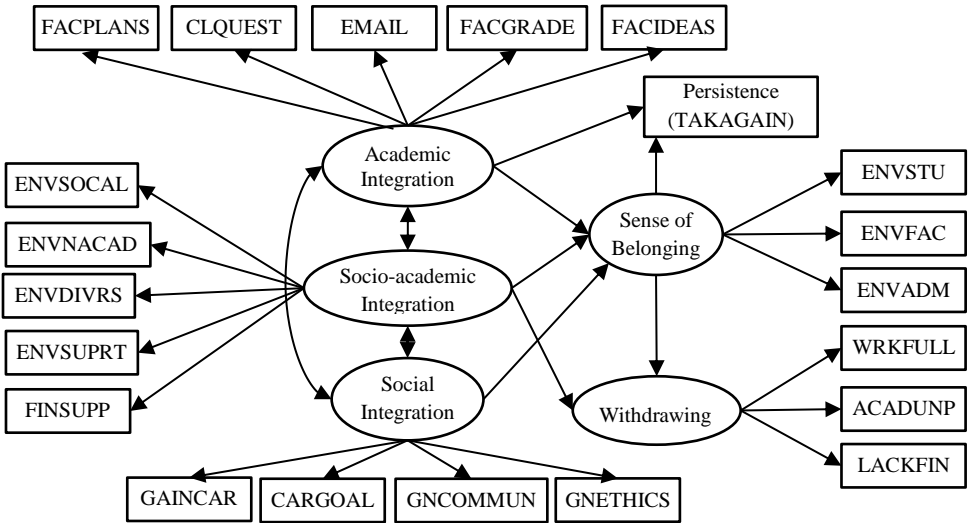 FACPLANS
CLQUEST
EMAIL
FACGRADE
FACIDEAS
Persistence
(TAKAGAIN)
Academic
Integration
ENVSOCAL
ENVNACAD
ENVDIVRS
ENVSUPRT
FINSUPP
Socio-academic
Integration
Sense of
Belonging
ENVSTU
ENVFAC
ENVADM
Social
Integration
Withdrawing
WRKFULL
ACADUNP
LACKFIN
GAINCAR
CARGOAL
GNCOMMUN
GNETHICS